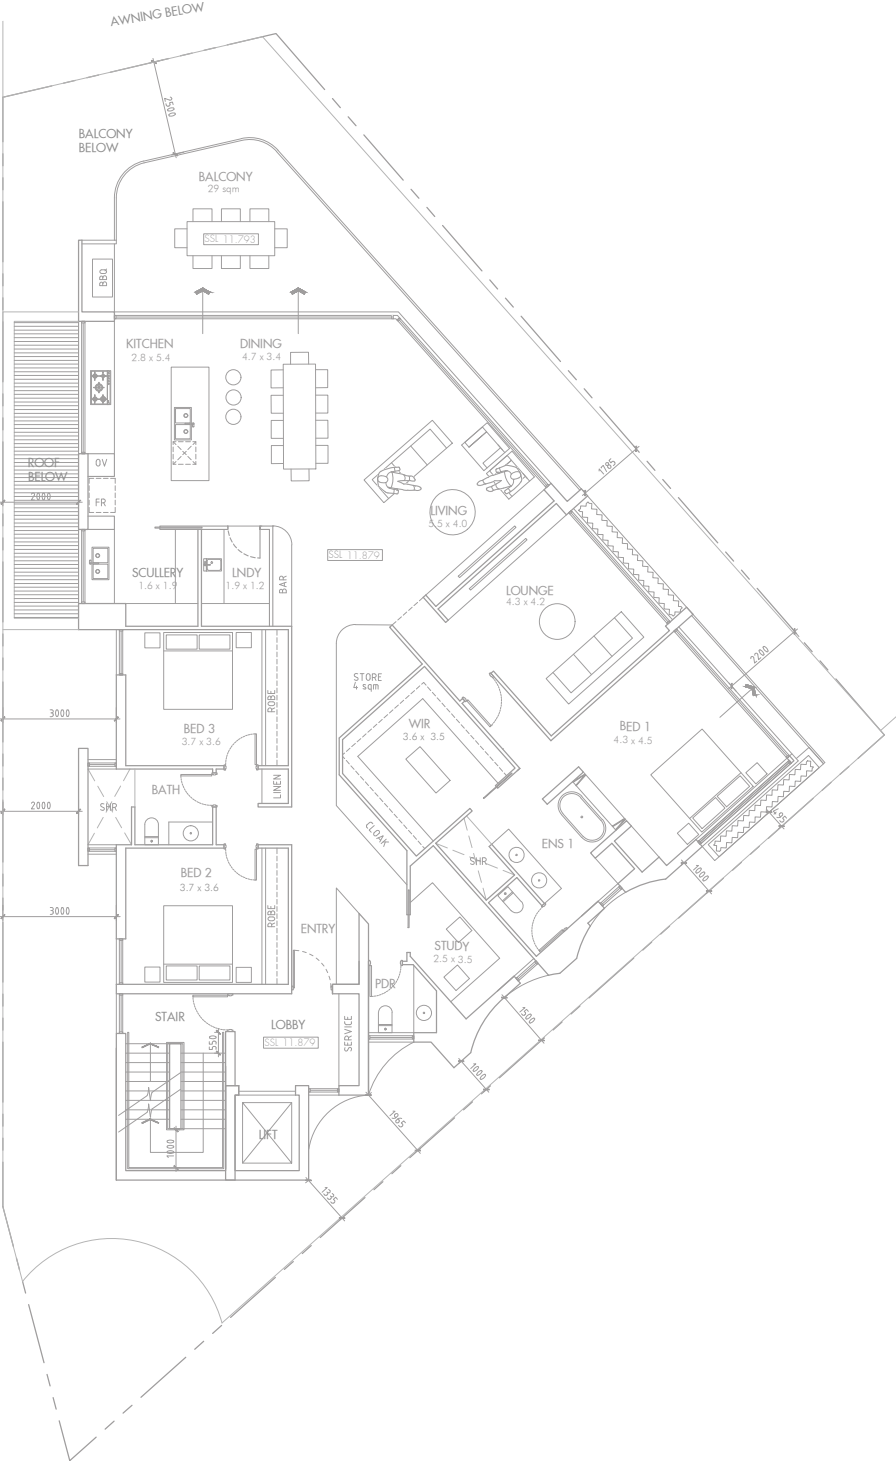 AWNING BELOW
2500
BALCONY
BELOW
BALCONY
29 sqm
SSL 11.793
BBQ
KITCHEN
2.8 x 5.4
DINING
4.7 x 3.4
ROOF
BELOW
2000
OV
FR
1785
LIVING
5.5 x 4.0
SSL 11.879
SCULLERY
1.6 x 1.9
LNDY
1.9 x 1.2
BAR
LOUNGE
4.3 x 4.2
2200
STORE
4 sqm
ROBE
3000
BED 3
3.7 x 3.6
WIR
3.6 x 3.5
BED 1
4.3 x 4.5
BATH
LINEN
2000
SHR
495
CLOAK
ENS 1
SHR
1000
BED 2
3.7 x 3.6
3000
ROBE
ENTRY
STUDY
2.5 x 3.5
PDR
STAIR
LOBBY
SSL 11.879
SERVICE
550
1500
1000
LIFT
1000
1965
1335